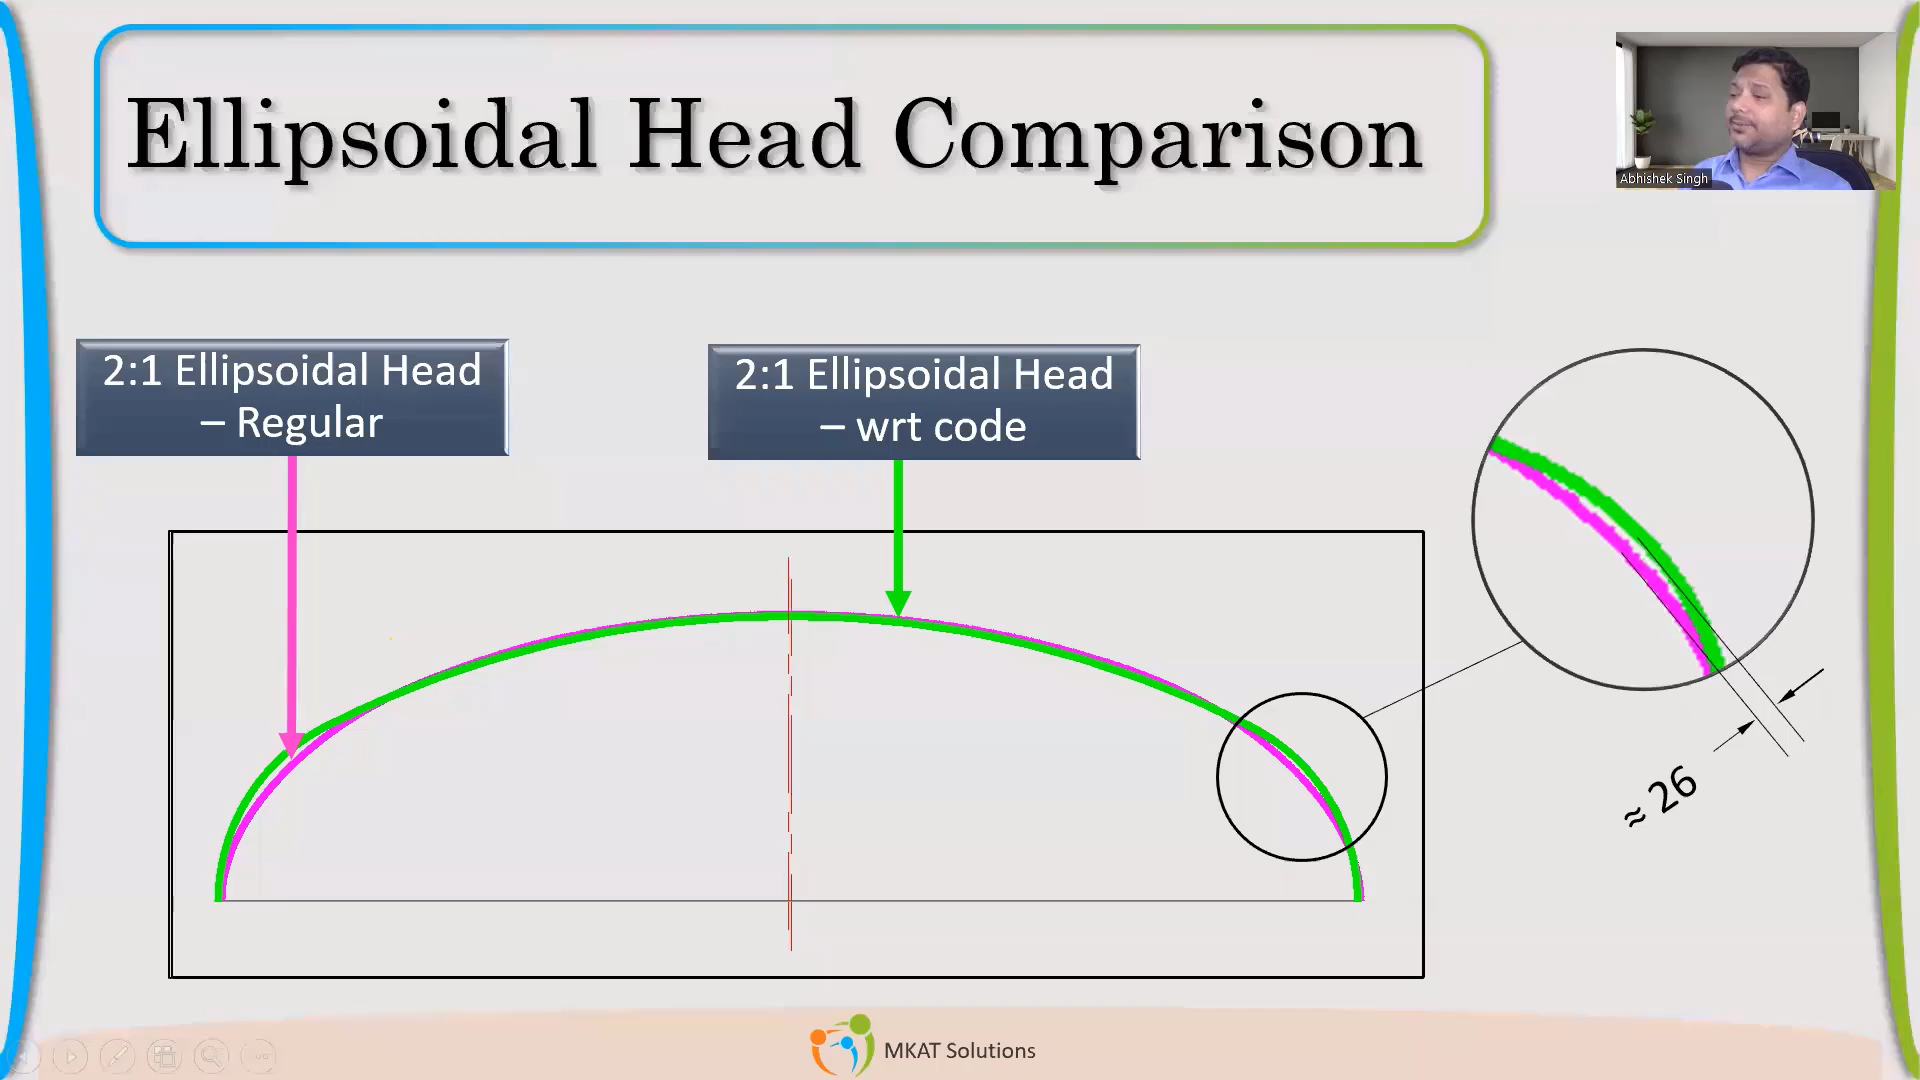 Ellipsoidal Head Comparison
Abhishek Singh
2:1 Ellipsoidal Head
– Regular
2:1 Ellipsoidal Head
– wrt code
≈ 26
MKAT Solutions